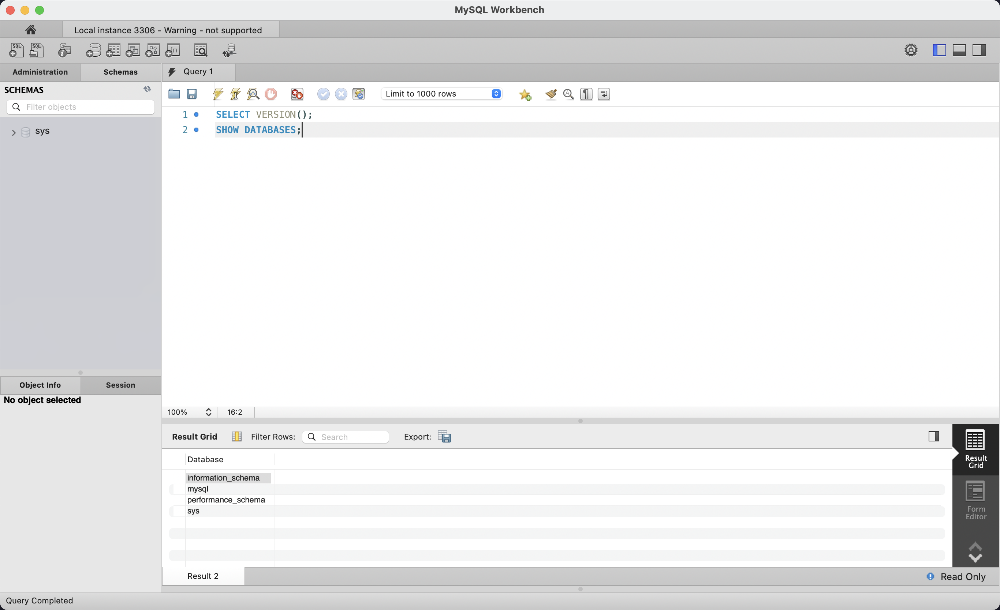 MySQL Workbench
Local instance 3306 - Warning - not supported
SQL SQL
Administration Schemas Query 1
SCHEMAS
Limit to 1000 rows
Filter objects
1 SELECT VERSION();
2 SHOW DATABASES;
sys
Object Info Session
No object selected
100% 16:2
Result Grid Filter Rows: Search Export:
Database
information_schema
mysql
performance_schema
sys
Result
Grid
Form
Editor
Result 2 Read Only
Query Completed